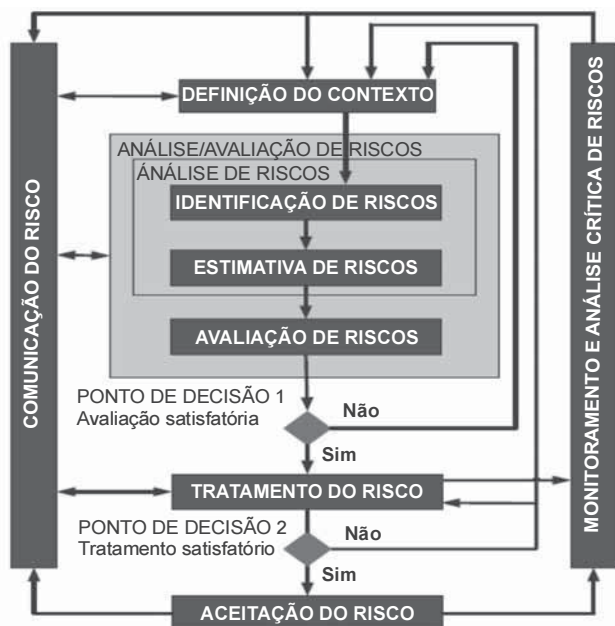 DEFINIÇÃO DO CONTEXTO
ANÁLISE/AVALIAÇÃO DE RISCOS
ÁNÁLISE DE RISCOS
IDENTIFICAÇÃO DE RISCOS
ESTIMATIVA DE RISCOS
AVALIAÇÃO DE RISCOS
PONTO DE DECISÃO 1
Avaliação satisfatória
Não
Sim
TRATAMENTO DO RISCO
PONTO DE DECISÃO 2
Tratamento satisfatório
Não
Sim
ACEITAÇÃO DO RISCO
COMUNICAÇÃO DO RISCO
MONITORAMENTO E ANÁLISE CRÍTICA DE RISCOS